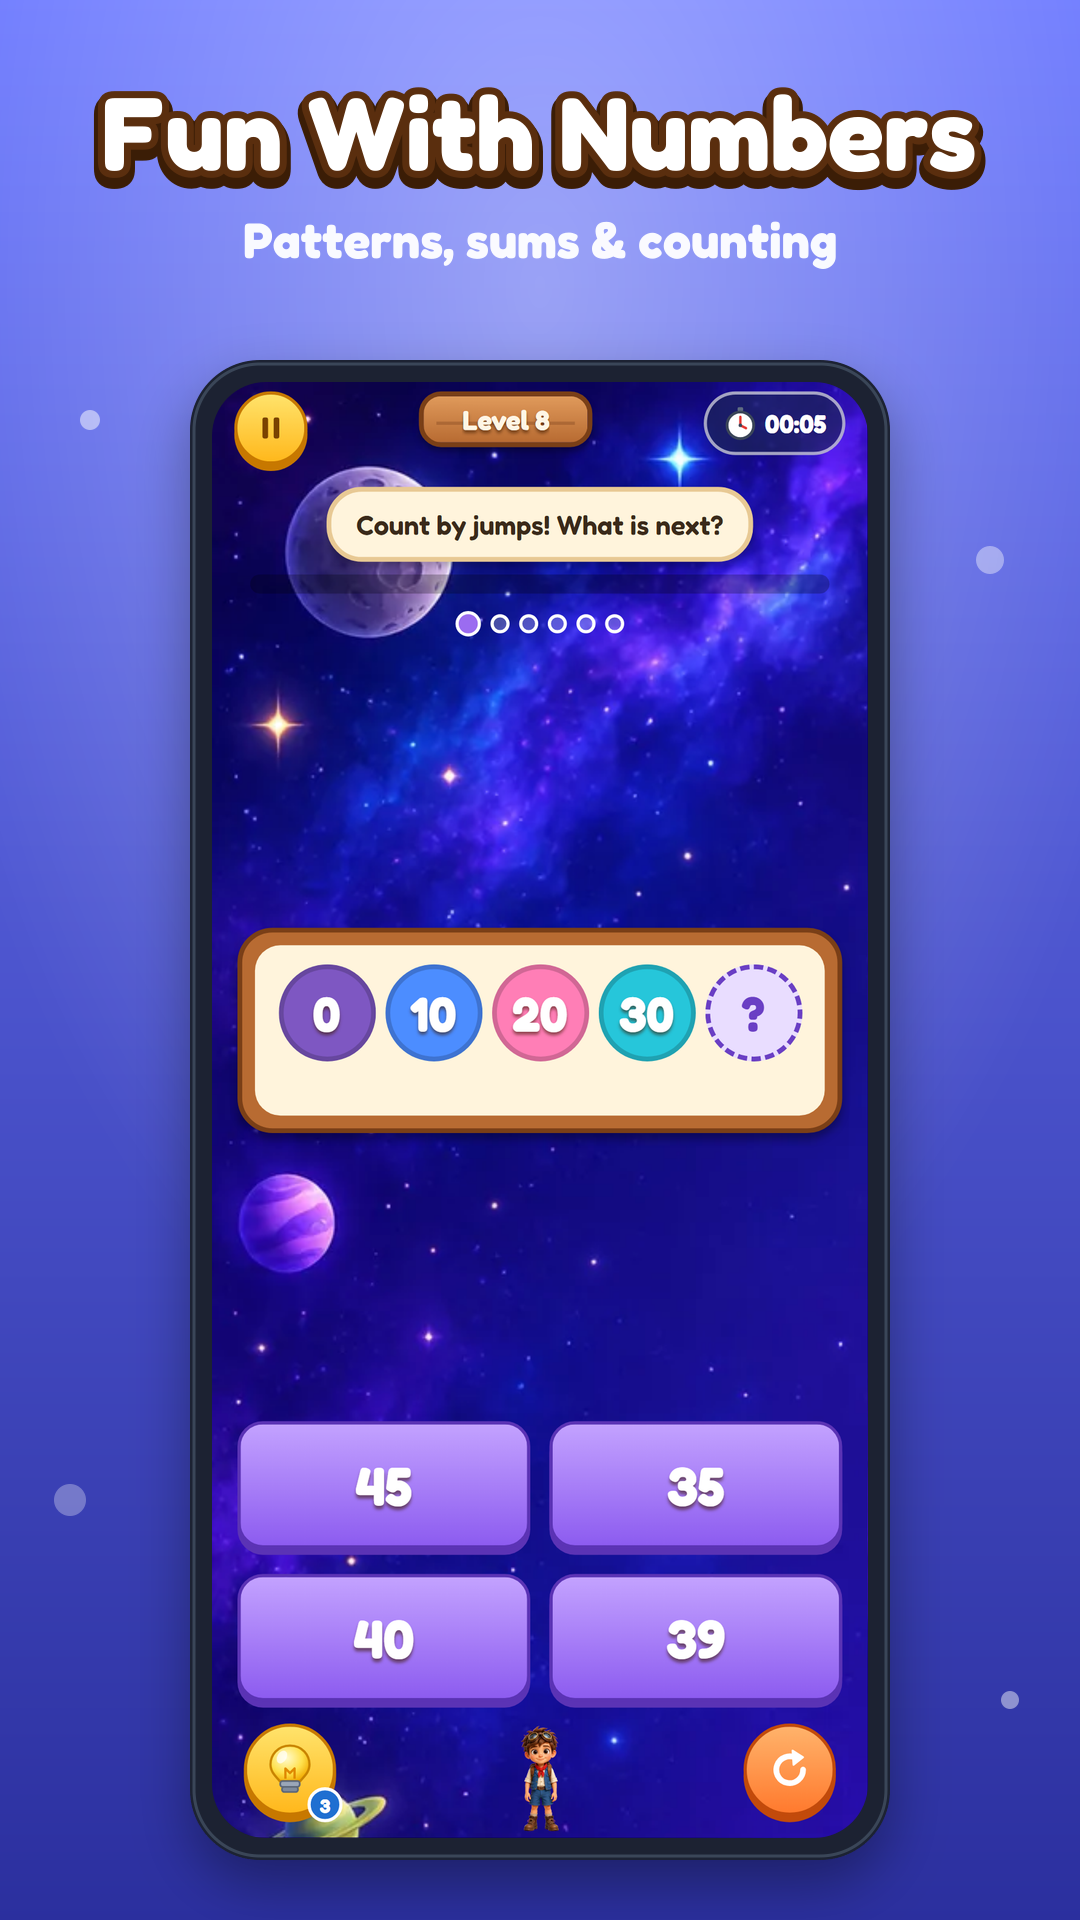 Fun With Numbers
Patterns, sums & counting
Level 8
00:05
Count by jumps! What is next?
0 10 20 30 ?
45 35
40 39
3